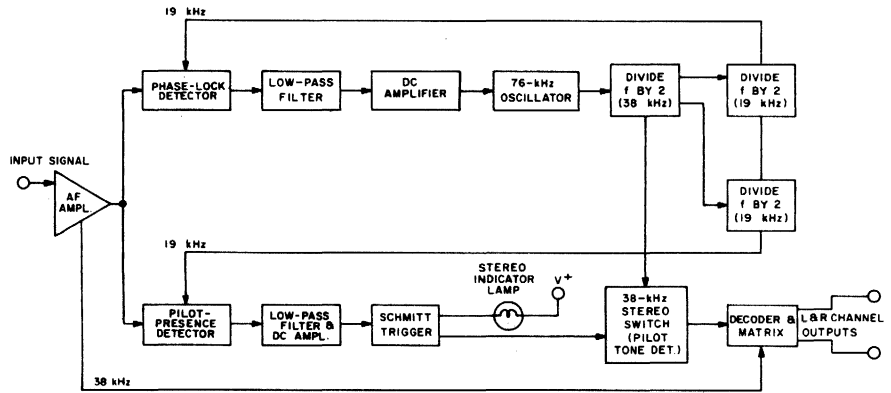 19 kHz
PHASE-LOCK
DETECTOR
LOW-PASS
FILTER
DC
AMPLIFIER
76-kHz
OSCILLATOR
DIVIDE
f BY 2
(38 kHz)
DIVIDE
f BY 2
(19 kHz)
INPUT SIGNAL
AF
AMPL.
DIVIDE
f BY 2
(19 kHz)
19 kHz
PILOT-
PRESENCE
DETECTOR
LOW-PASS
FILTER &
DC AMPL.
SCHMITT
TRIGGER
STEREO
INDICATOR
LAMP
V+
38-kHz
STEREO
SWITCH
(PILOT
TONE DET.)
DECODER &
MATRIX
L&R CHANNEL
OUTPUTS
38 kHz